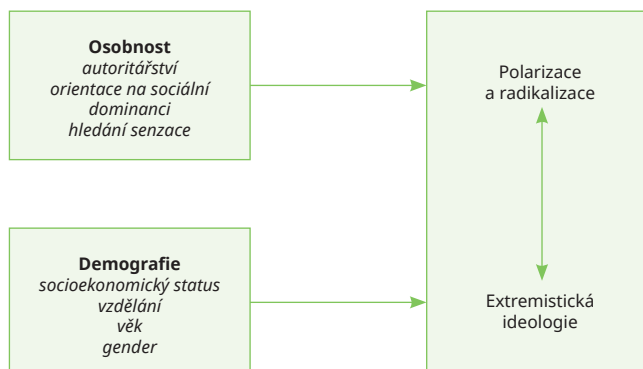 Osobnost
autoritářství
orientace na sociální
dominanci
hledání senzace
Polarizace
a radikalizace
Demografie
socioekonomický status
vzdělání
věk
gender
Extremistická
ideologie